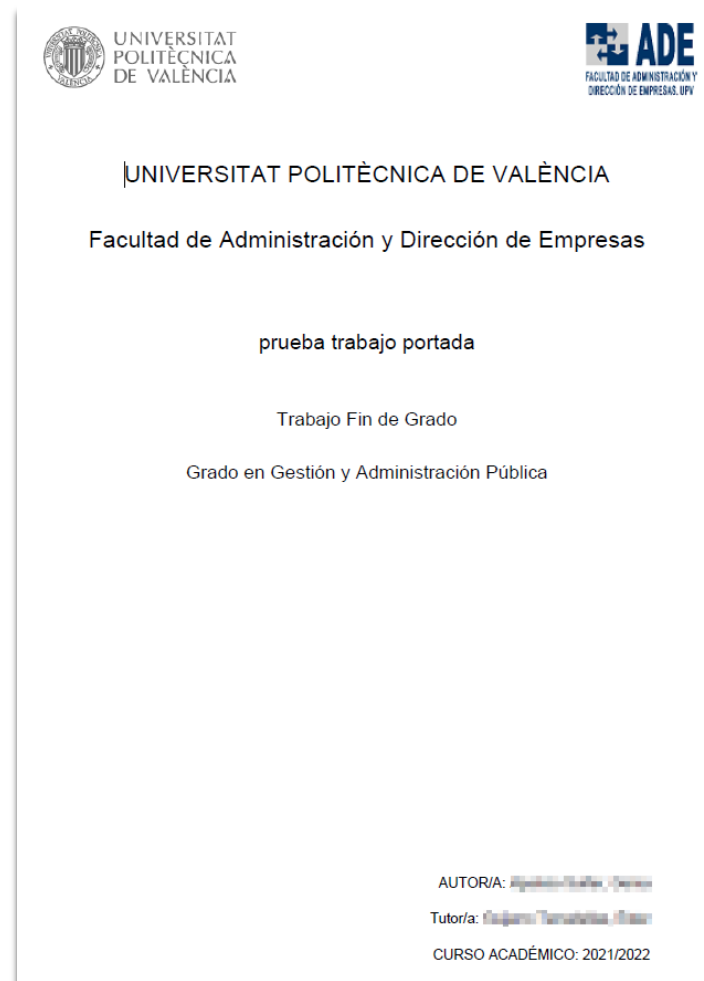 UNIVERSITAT
POLITÈCNICA
DE VALÈNCIA
ADE
FACULTAD DE ADMINISTRACIÓN Y
DIRECCIÓN DE EMPRESAS. UPV
UNIVERSITAT POLITÈCNICA DE VALÈNCIA
Facultad de Administración y Dirección de Empresas
prueba trabajo portada
Trabajo Fin de Grado
Grado en Gestión y Administración Pública
AUTOR/A:
Tutor/a:
CURSO ACADÉMICO: 2021/2022